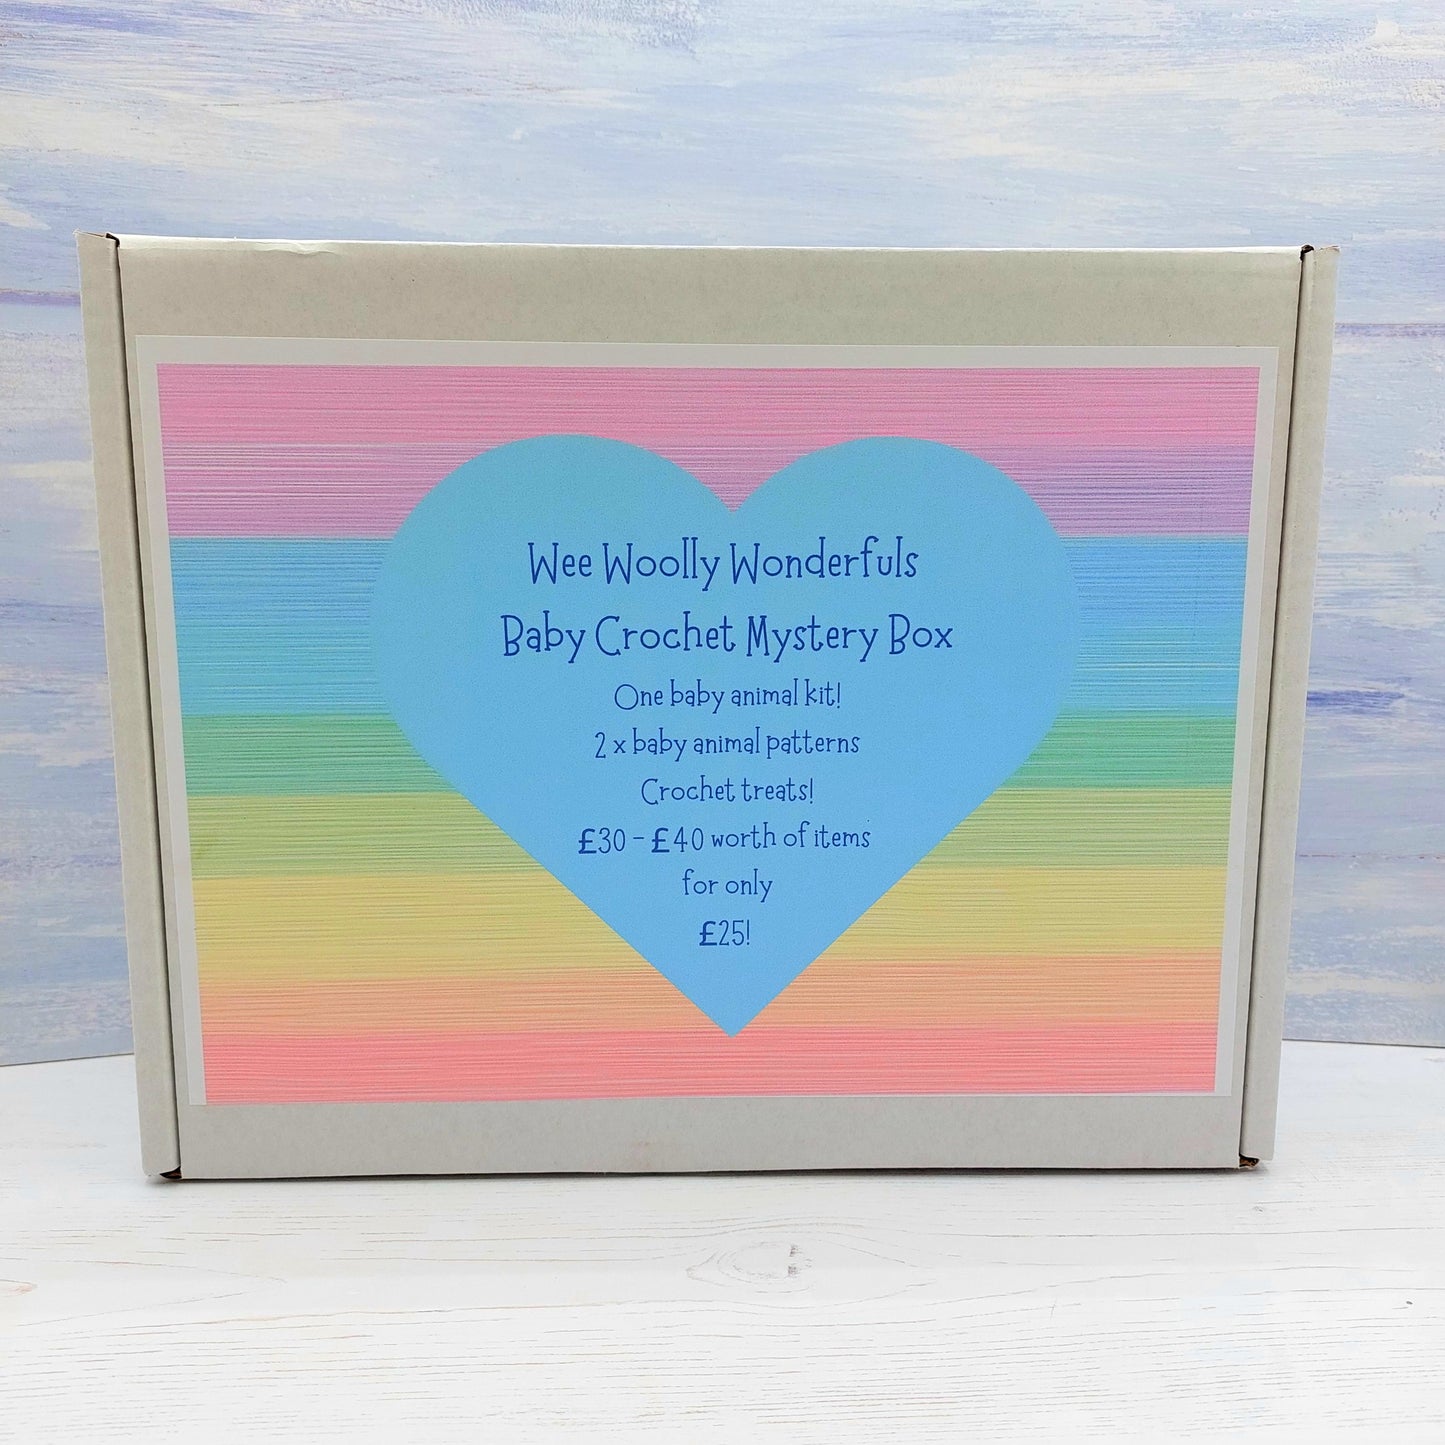 Wee Woolly Wonderfuls
Baby Crochet Mystery Box
One baby animal kit!
2 x baby animal patterns
Crochet treats!
£30 - £40 worth of items
for only
£25!